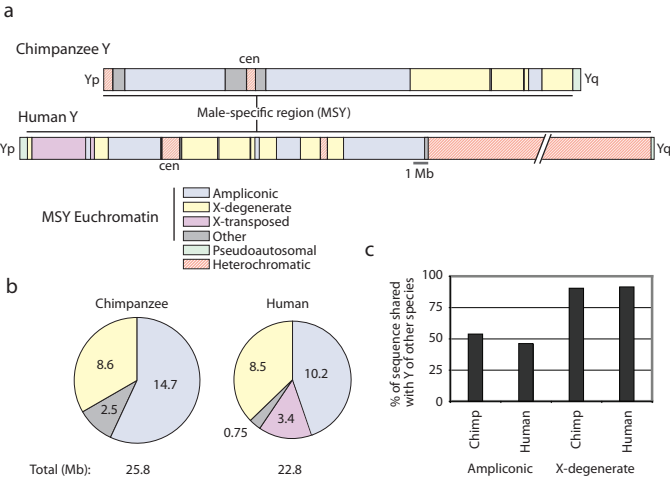 a
Chimpanzee Y
cen
Yp
Yq
Male-specific region (MSY)
Human Y
Yp
Yq
cen
1 Mb
MSY Euchromatin
Ampliconic
X-degenerate
X-transposed
Other
Pseudoautosomal
Heterochromatic
b
Chimpanzee
Human
8.6
14.7
2.5
8.5
10.2
3.4
0.75
Total (Mb):
25.8
22.8
c
% of sequence shared
with Y of other species
100
75
50
25
0
Chimp
Human
Chimp
Human
Ampliconic
X-degenerate